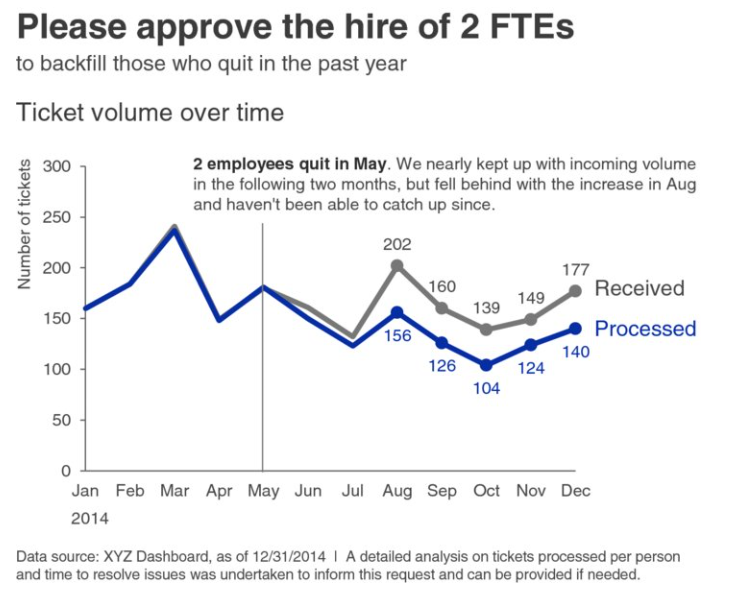 Please approve the hire of 2 FTEs
to backfill those who quit in the past year
Ticket volume over time
2 employees quit in May. We nearly kept up with incoming volume
in the following two months, but fell behind with the increase in Aug
and haven't been able to catch up since.
Number of tickets
300
250
200
150
100
50
0
202
160
139
149
177
Received
156
126
104
124
140
Processed
Jan Feb Mar Apr May Jun Jul Aug Sep Oct Nov Dec
2014
Data source: XYZ Dashboard, as of 12/31/2014 | A detailed analysis on tickets processed per person
and time to resolve issues was undertaken to inform this request and can be provided if needed.